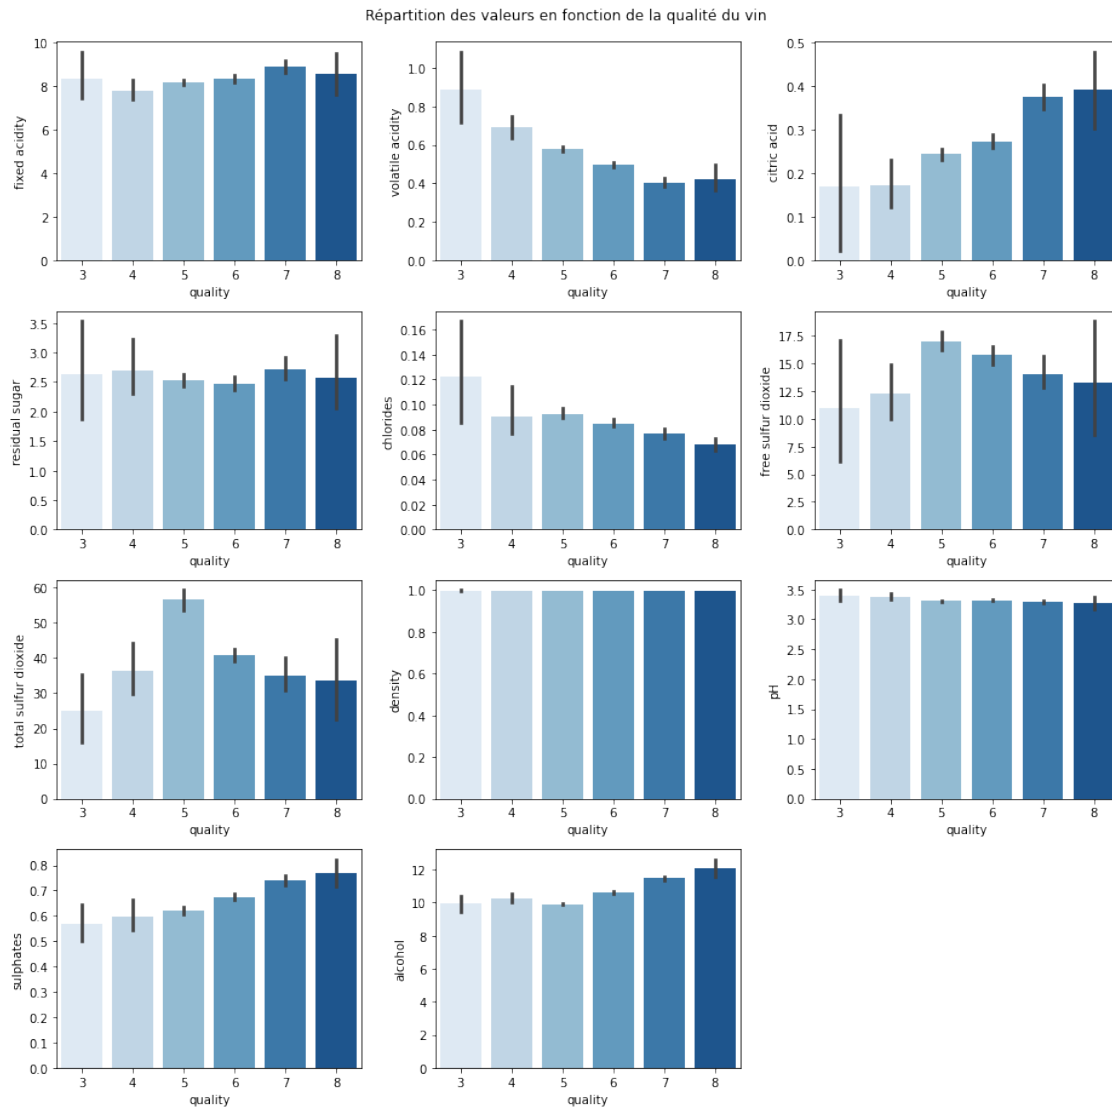 Répartition des valeurs en fonction de la qualité du vin
10
8
6
4
2
0
fixed acidity
3 4 5 6 7 8
quality
1.0
0.8
0.6
0.4
0.2
0.0
volatile acidity
3 4 5 6 7 8
quality
0.5
0.4
0.3
0.2
0.1
0.0
citric acid
3 4 5 6 7 8
quality
3.5
3.0
2.5
2.0
1.5
1.0
0.5
0.0
residual sugar
3 4 5 6 7 8
quality
0.16
0.14
0.12
0.10
0.08
0.06
0.04
0.02
0.00
chlorides
3 4 5 6 7 8
quality
17.5
15.0
12.5
10.0
7.5
5.0
2.5
0.0
free sulfur dioxide
3 4 5 6 7 8
quality
60
50
40
30
20
10
0
total sulfur dioxide
3 4 5 6 7 8
quality
1.0
0.8
0.6
0.4
0.2
0.0
density
3 4 5 6 7 8
quality
3.5
3.0
2.5
2.0
1.5
1.0
0.5
0.0
pH
3 4 5 6 7 8
quality
0.8
0.7
0.6
0.5
0.4
0.3
0.2
0.1
0.0
sulphates
3 4 5 6 7 8
quality
12
10
8
6
4
2
0
alcohol
3 4 5 6 7 8
quality